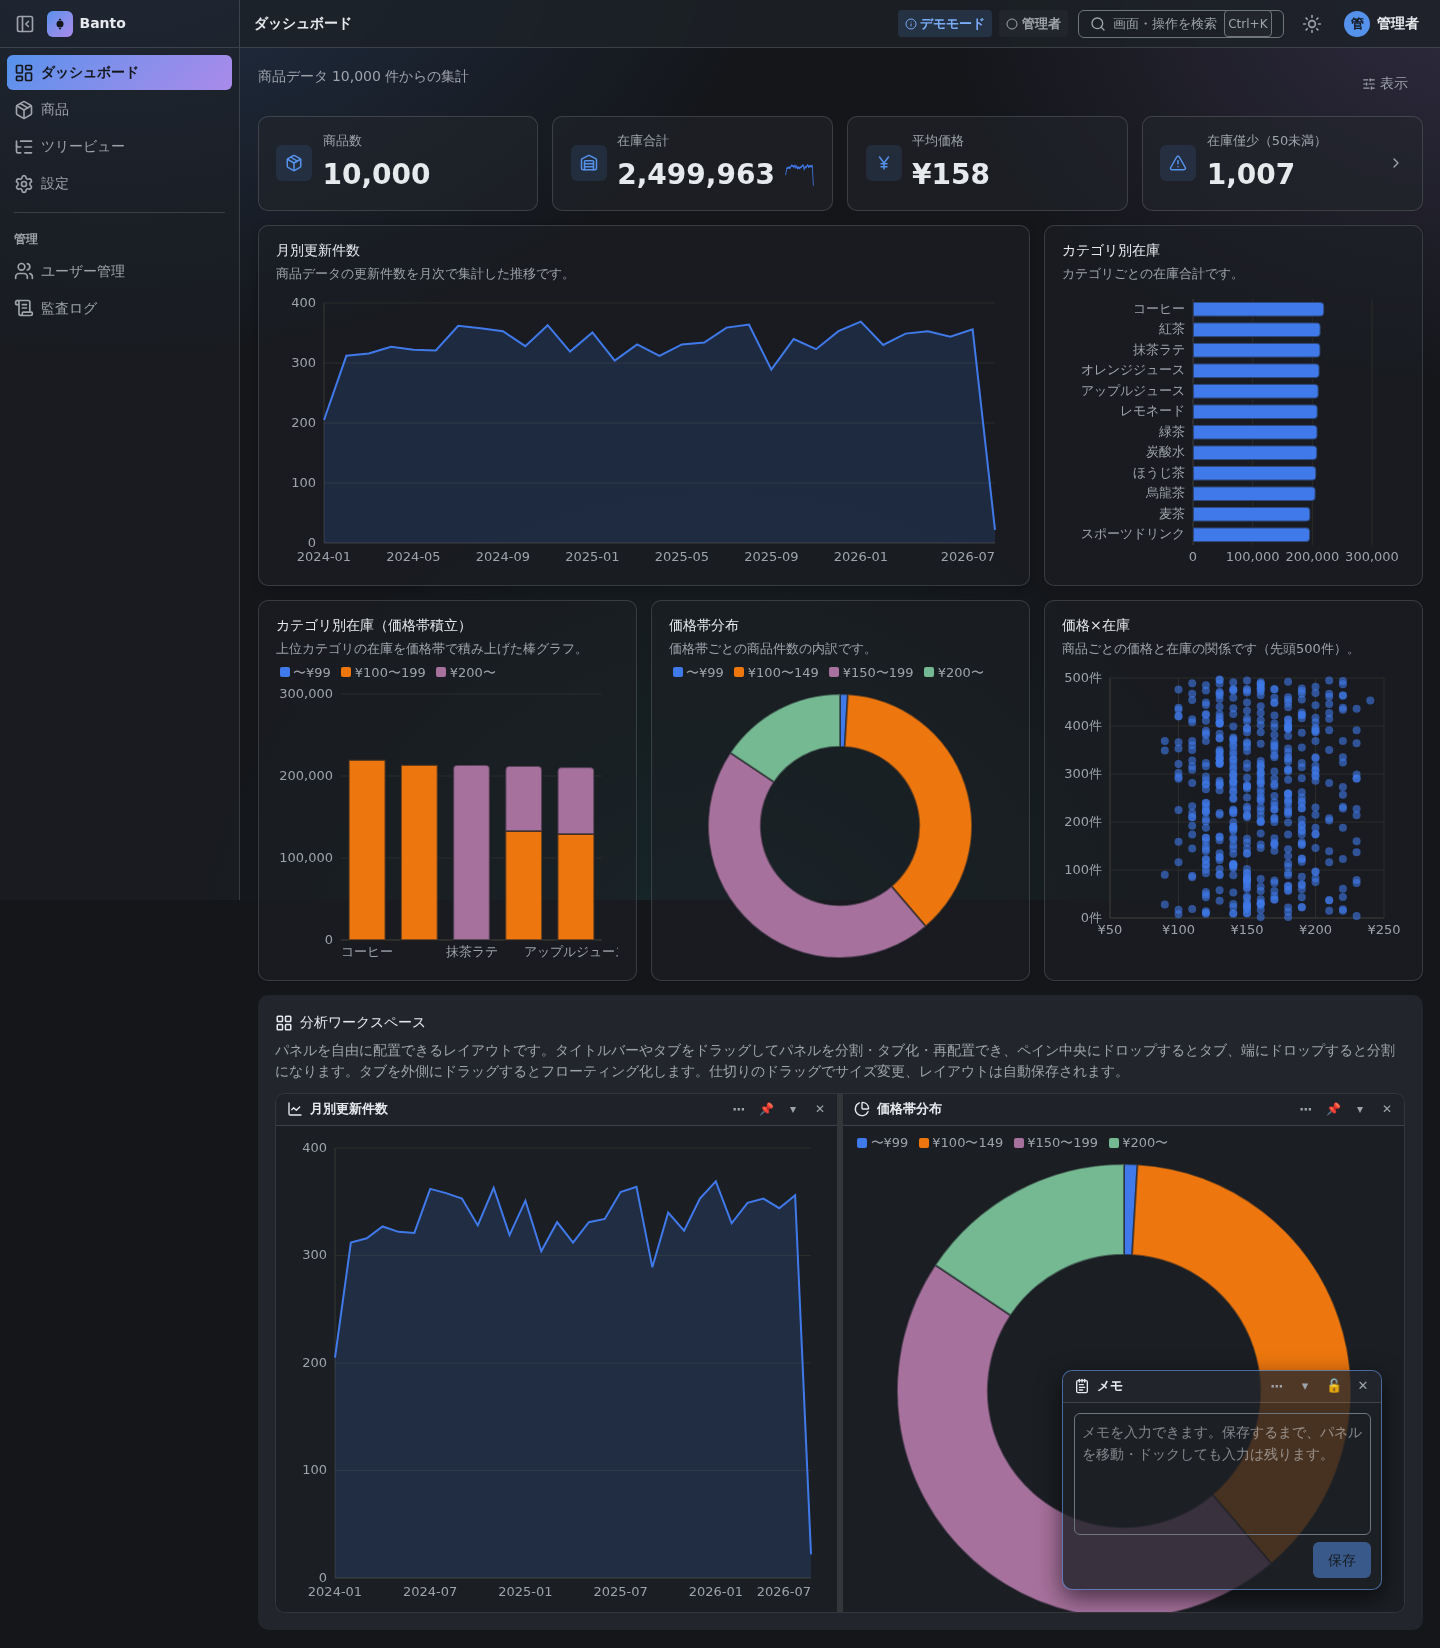 Banto
ダッシュボード
デモモード
管理者
画面・操作を検索 Ctrl+K
管 管理者
ダッシュボード
商品
ツリービュー
設定
管理
ユーザー管理
監査ログ
商品データ 10,000 件からの集計
表示
商品数
10,000
在庫合計
2,499,963
平均価格
¥158
在庫僅少（50未満）
1,007
月別更新件数
商品データの更新件数を月次で集計した推移です。
400
300
200
100
0
2024-01 2024-05 2024-09 2025-01 2025-05 2025-09 2026-01 2026-07
カテゴリ別在庫
カテゴリごとの在庫合計です。
コーヒー
紅茶
抹茶ラテ
オレンジジュース
アップルジュース
レモネード
緑茶
炭酸水
ほうじ茶
烏龍茶
麦茶
スポーツドリンク
0 100,000 200,000 300,000
カテゴリ別在庫（価格帯積立）
上位カテゴリの在庫を価格帯で積み上げた棒グラフ。
〜¥99 ¥100〜199 ¥200〜
300,000
200,000
100,000
0
コーヒー 抹茶ラテ アップルジュース
価格帯分布
価格帯ごとの商品件数の内訳です。
〜¥99 ¥100〜149 ¥150〜199 ¥200〜
価格×在庫
商品ごとの価格と在庫の関係です（先頭500件）。
500件
400件
300件
200件
100件
0件
¥50 ¥100 ¥150 ¥200 ¥250
分析ワークスペース
パネルを自由に配置できるレイアウトです。タイトルバーやタブをドラッグしてパネルを分割・タブ化・再配置でき、ペイン中央にドロップするとタブ、端にドロップすると分割
になります。タブを外側にドラッグするとフローティング化します。仕切りのドラッグでサイズ変更、レイアウトは自動保存されます。
月別更新件数
400
300
200
100
0
2024-01 2024-07 2025-01 2025-07 2026-01 2026-07
価格帯分布
〜¥99 ¥100〜149 ¥150〜199 ¥200〜
メモ
メモを入力できます。保存するまで、パネル
を移動・ドックしても入力は残ります。
保存